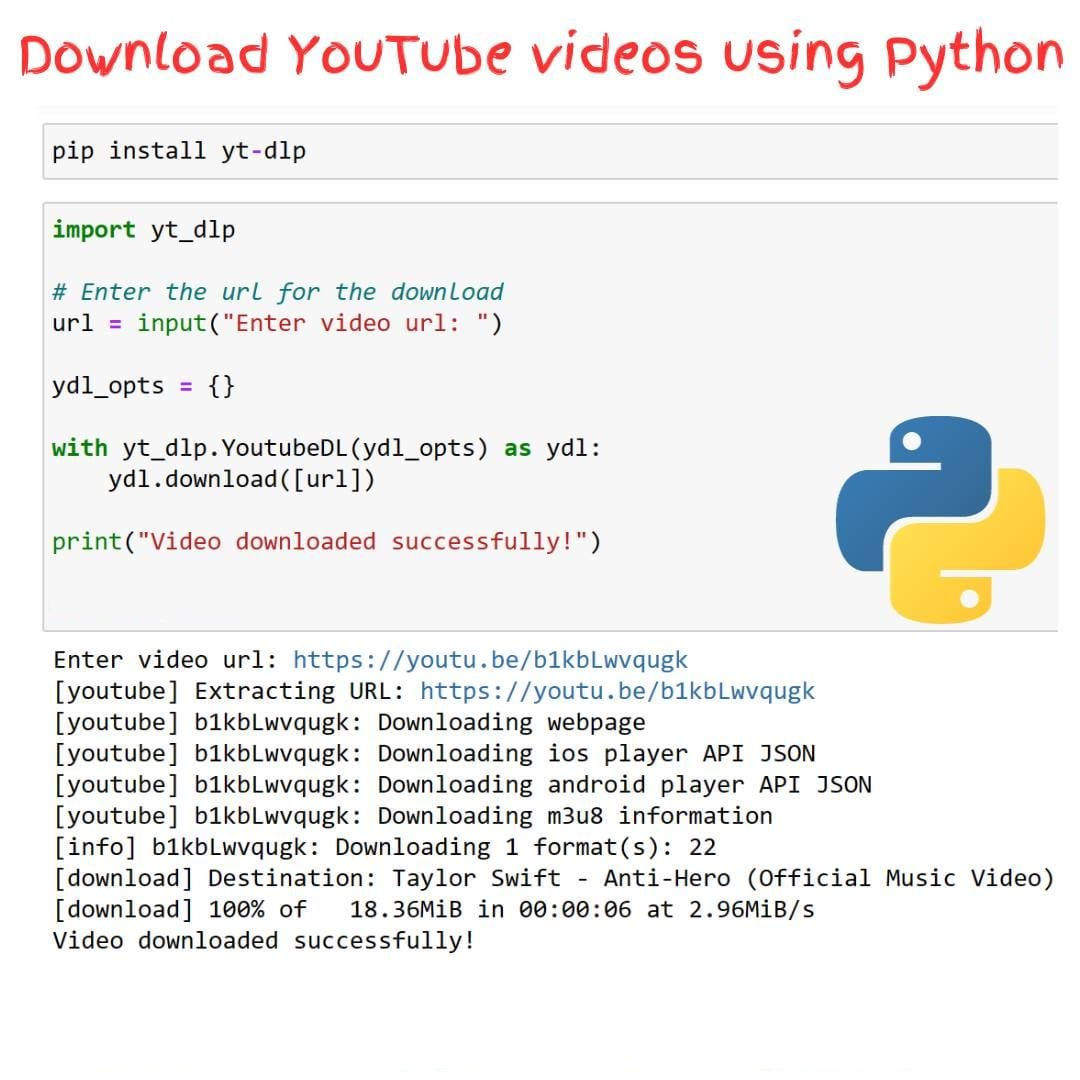 Download YouTube videos using Python
pip install yt-dlp
import yt_dlp
# Enter the url for the download
url = input("Enter video url: ")
ydl_opts = {}
with yt_dlp.YoutubeDL(ydl_opts) as ydl:
    ydl.download([url])
print("Video downloaded successfully!")
Enter video url: https://youtu.be/b1kbLwvqugk
[youtube] Extracting URL: https://youtu.be/b1kbLwvqugk
[youtube] b1kbLwvqugk: Downloading webpage
[youtube] b1kbLwvqugk: Downloading ios player API JSON
[youtube] b1kbLwvqugk: Downloading android player API JSON
[youtube] b1kbLwvqugk: Downloading m3u8 information
[info] b1kbLwvqugk: Downloading 1 format(s): 22
[download] Destination: Taylor Swift - Anti-Hero (Official Music Video)
[download] 100% of   18.36MiB in 00:00:06 at 2.96MiB/s
Video downloaded successfully!